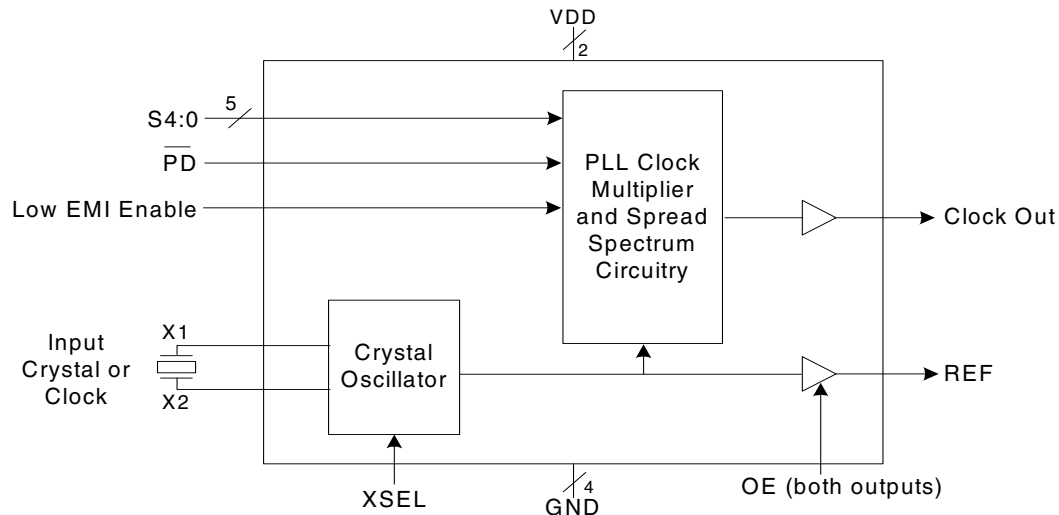 VDD
2
S4:0
5
PD
Low EMI Enable
PLL Clock
Multiplier
and Spread
Spectrum
Circuitry
Clock Out
Input
Crystal or
Clock
X1
X2
Crystal
Oscillator
REF
XSEL
4
GND
OE (both outputs)